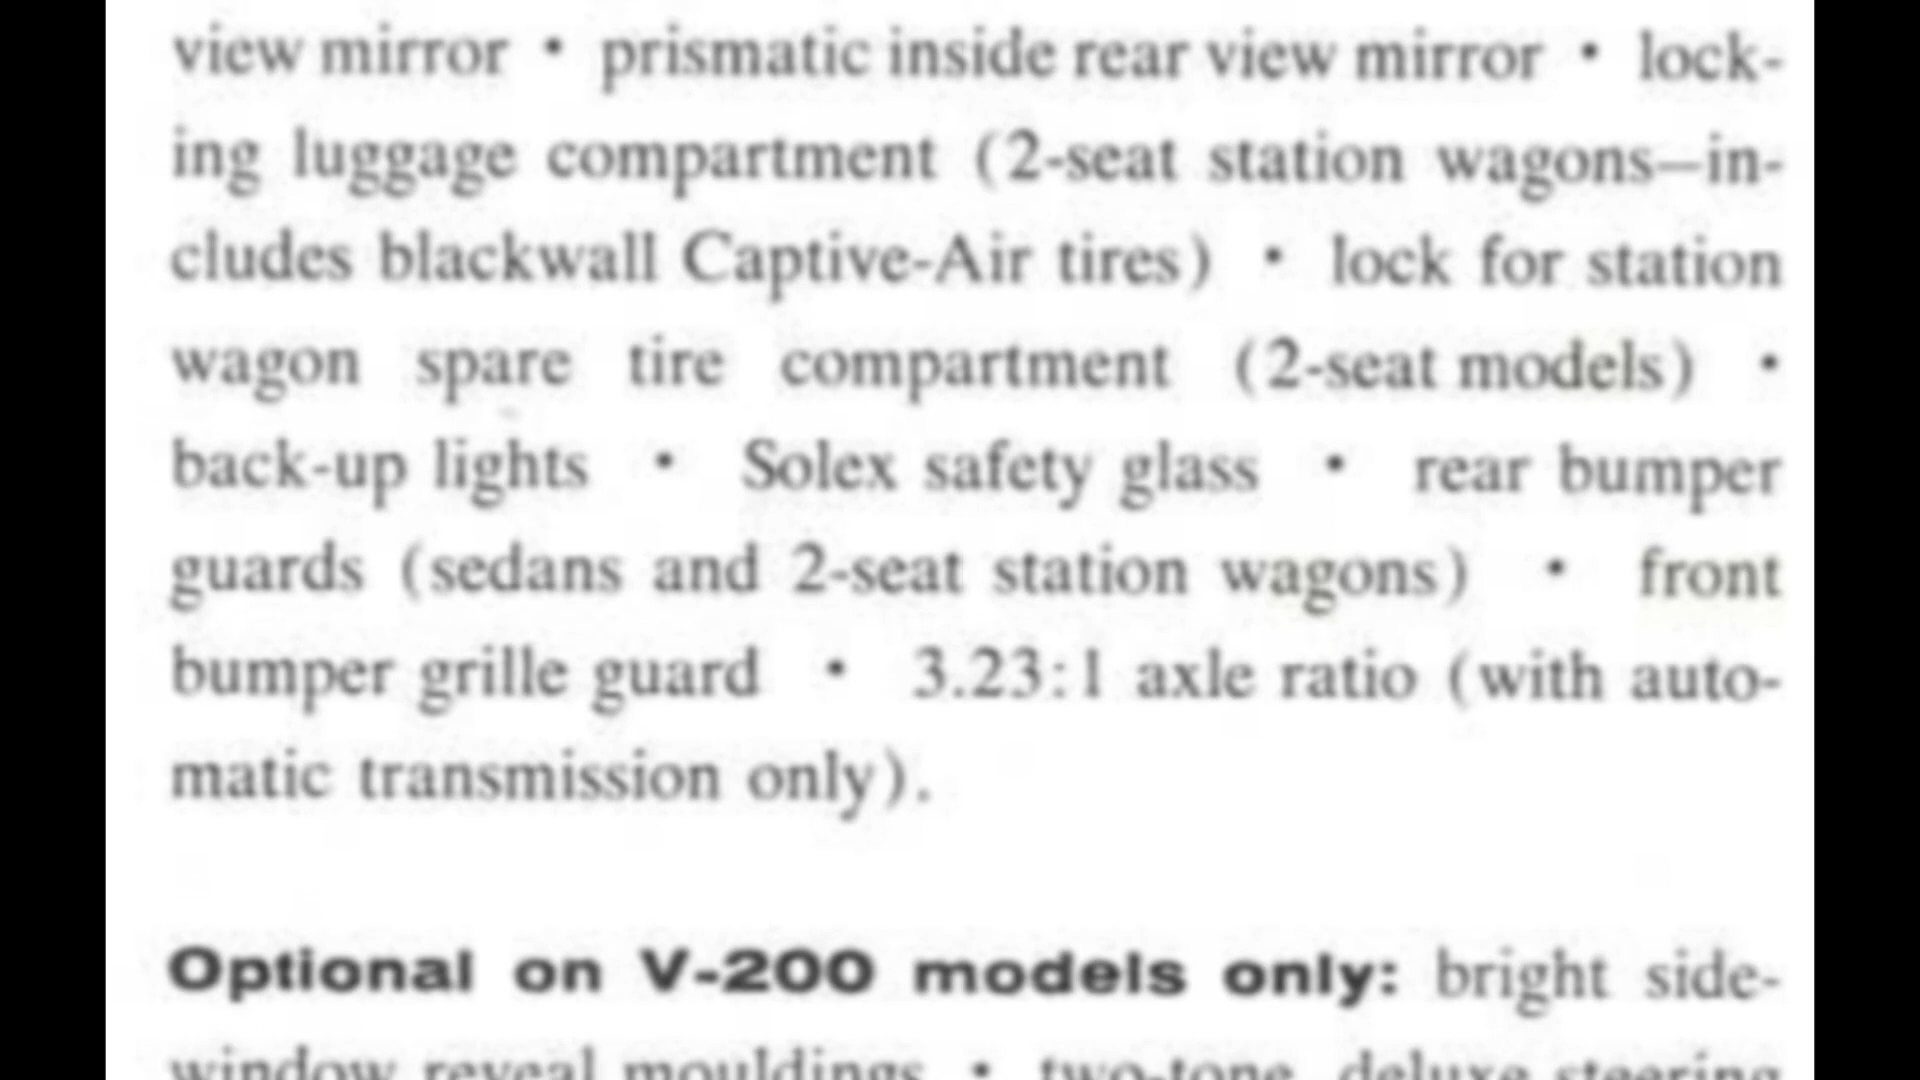 view mirror • prismatic inside rear view mirror • lock-
ing luggage compartment (2-seat station wagons—in-
cludes blackwall Captive-Air tires) • lock for station
wagon spare tire compartment (2-seat models) •
back-up lights • Solex safety glass • rear bumper
guards (sedans and 2-seat station wagons) • front
bumper grille guard • 3.23:1 axle ratio (with auto-
matic transmission only).
Optional on V-200 models only: bright side-
window reveal mouldings • two-tone, deluxe steering